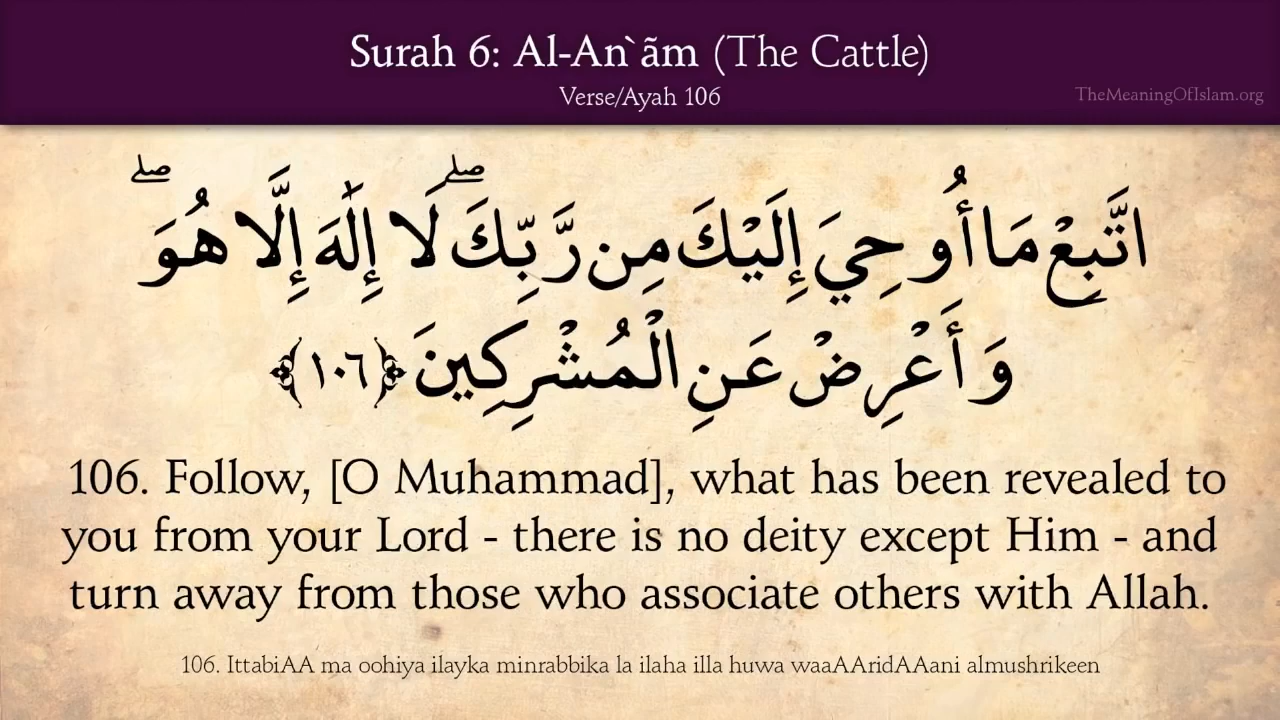 Surah 6: Al-An`ãm (The Cattle)
Verse/Ayah 106
TheMeaningOfIslam.org
اتَّبِعْ مَا أُوحِيَ إِلَيْكَ مِن رَّبِّكَ ۖ لَا إِلَٰهَ إِلَّا هُوَ ۖ
وَأَعْرِضْ عَنِ الْمُشْرِكِينَ ﴿١٠٦﴾
106. Follow, [O Muhammad], what has been revealed to
you from your Lord - there is no deity except Him - and
turn away from those who associate others with Allah.
106. IttabiAA ma oohiya ilayka minrabbika la ilaha illa huwa waaAAridAAani almushrikeen